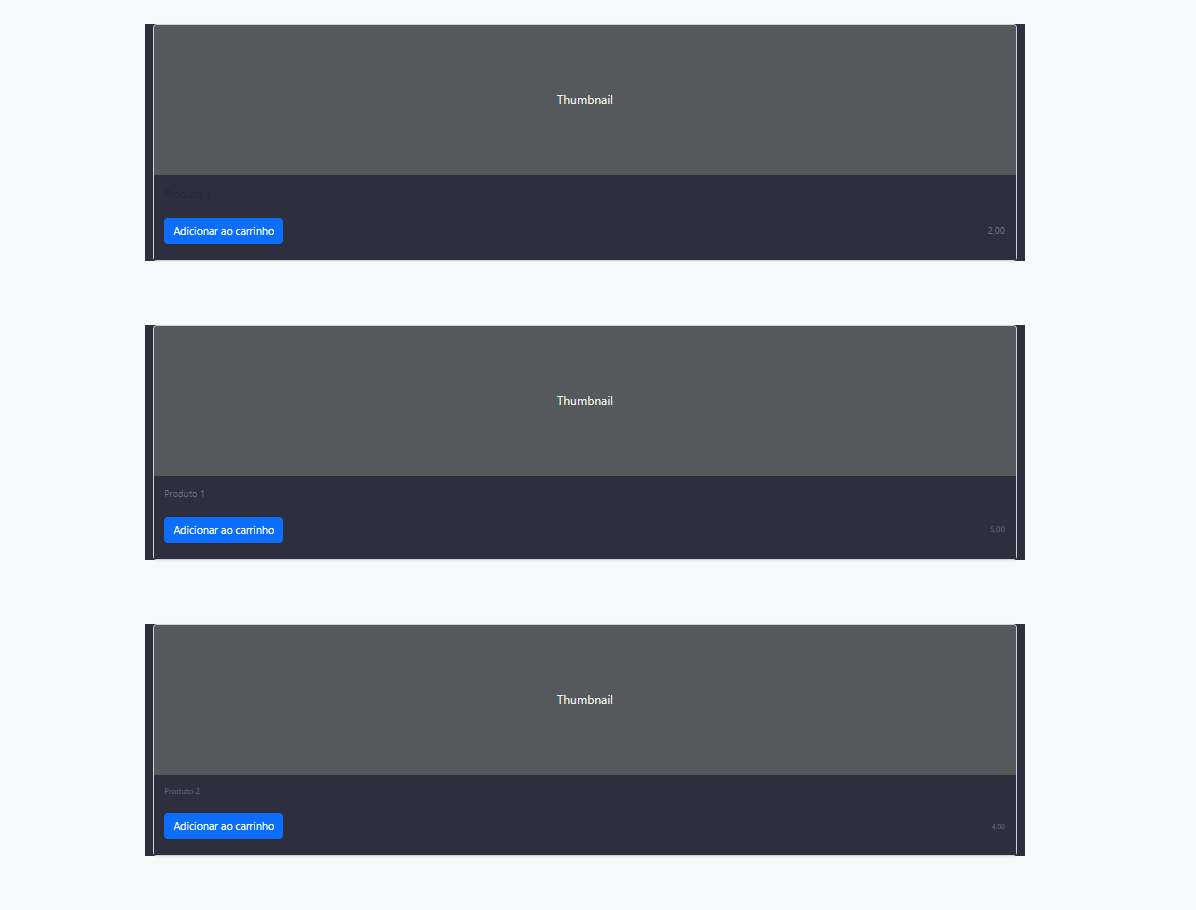 Thumbnail
Produto 1
Adicionar ao carrinho
2,00
Thumbnail
Produto 1
Adicionar ao carrinho
5,00
Thumbnail
Produto 2
Adicionar ao carrinho
4,00